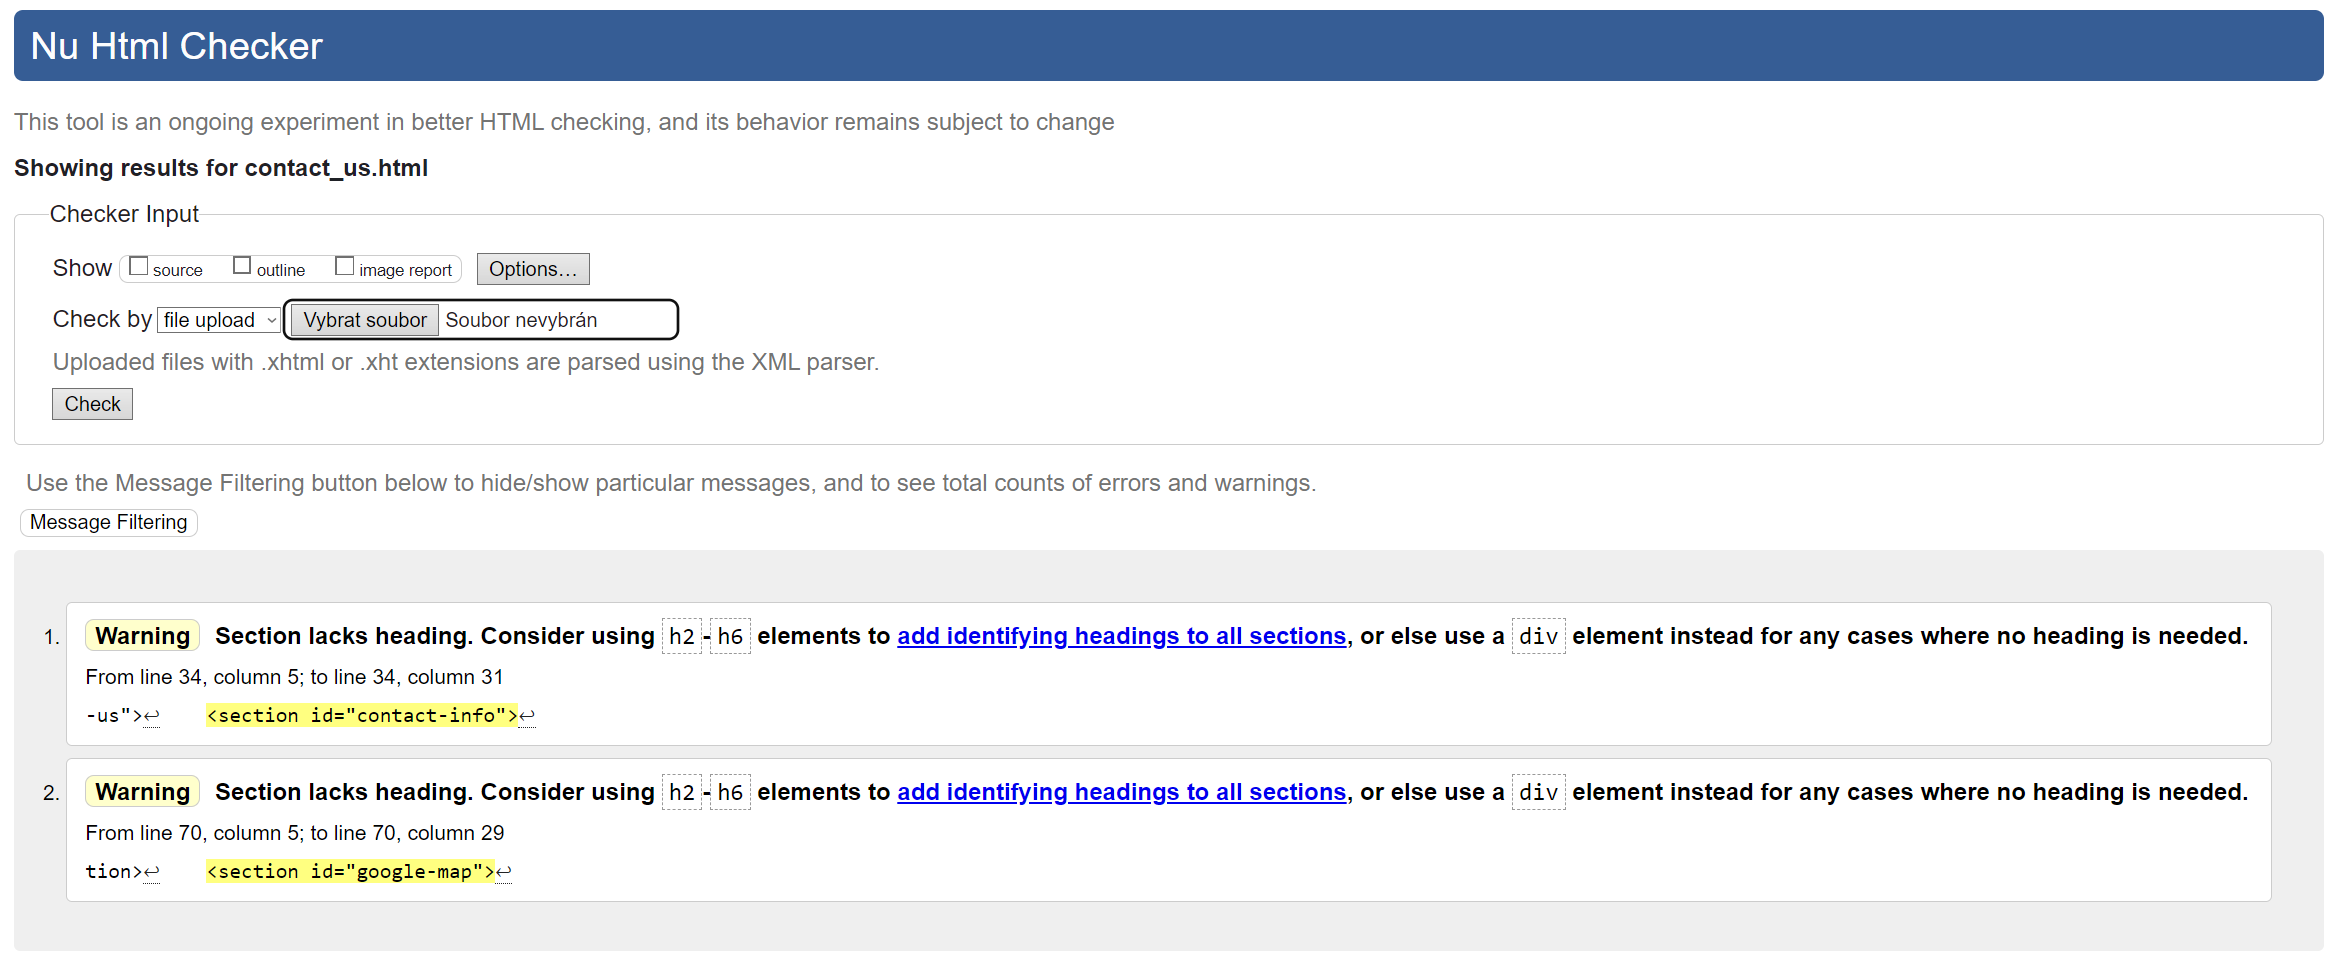 Nu Html Checker
This tool is an ongoing experiment in better HTML checking, and its behavior remains subject to change
Showing results for contact_us.html
Checker Input
Show source outline image report Options…
Check by file upload Vybrat soubor Soubor nevybrán
Uploaded files with .xhtml or .xht extensions are parsed using the XML parser.
Check
Use the Message Filtering button below to hide/show particular messages, and to see total counts of errors and warnings.
Message Filtering
1. Warning Section lacks heading. Consider using h2-h6 elements to add identifying headings to all sections, or else use a div element instead for any cases where no heading is needed.
From line 34, column 5; to line 34, column 31
-us">↩ <section id="contact-info">↩
2. Warning Section lacks heading. Consider using h2-h6 elements to add identifying headings to all sections, or else use a div element instead for any cases where no heading is needed.
From line 70, column 5; to line 70, column 29
tion>↩ <section id="google-map">↩